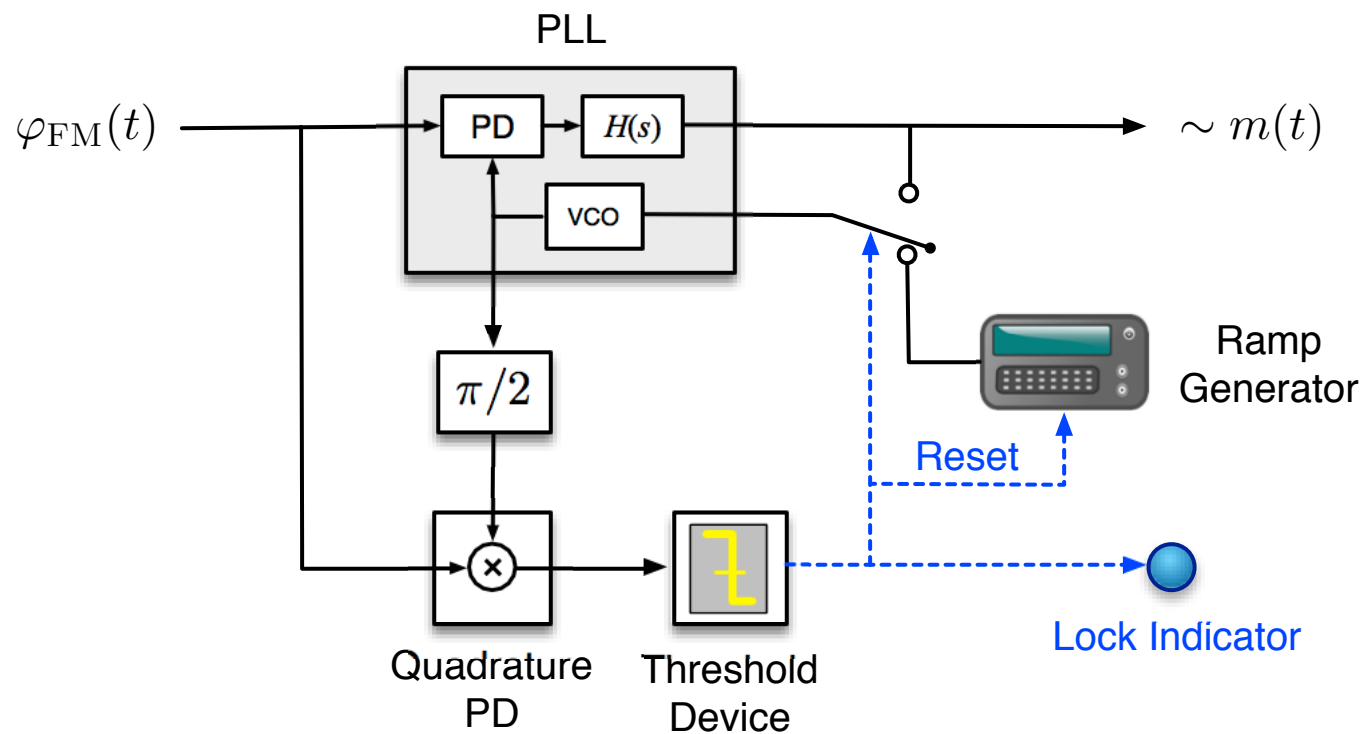 PLL
φFM(t)
PD
H(s)
∼ m(t)
VCO
π/2
Ramp
Generator
Reset
×
Lock Indicator
Quadrature
PD
Threshold
Device